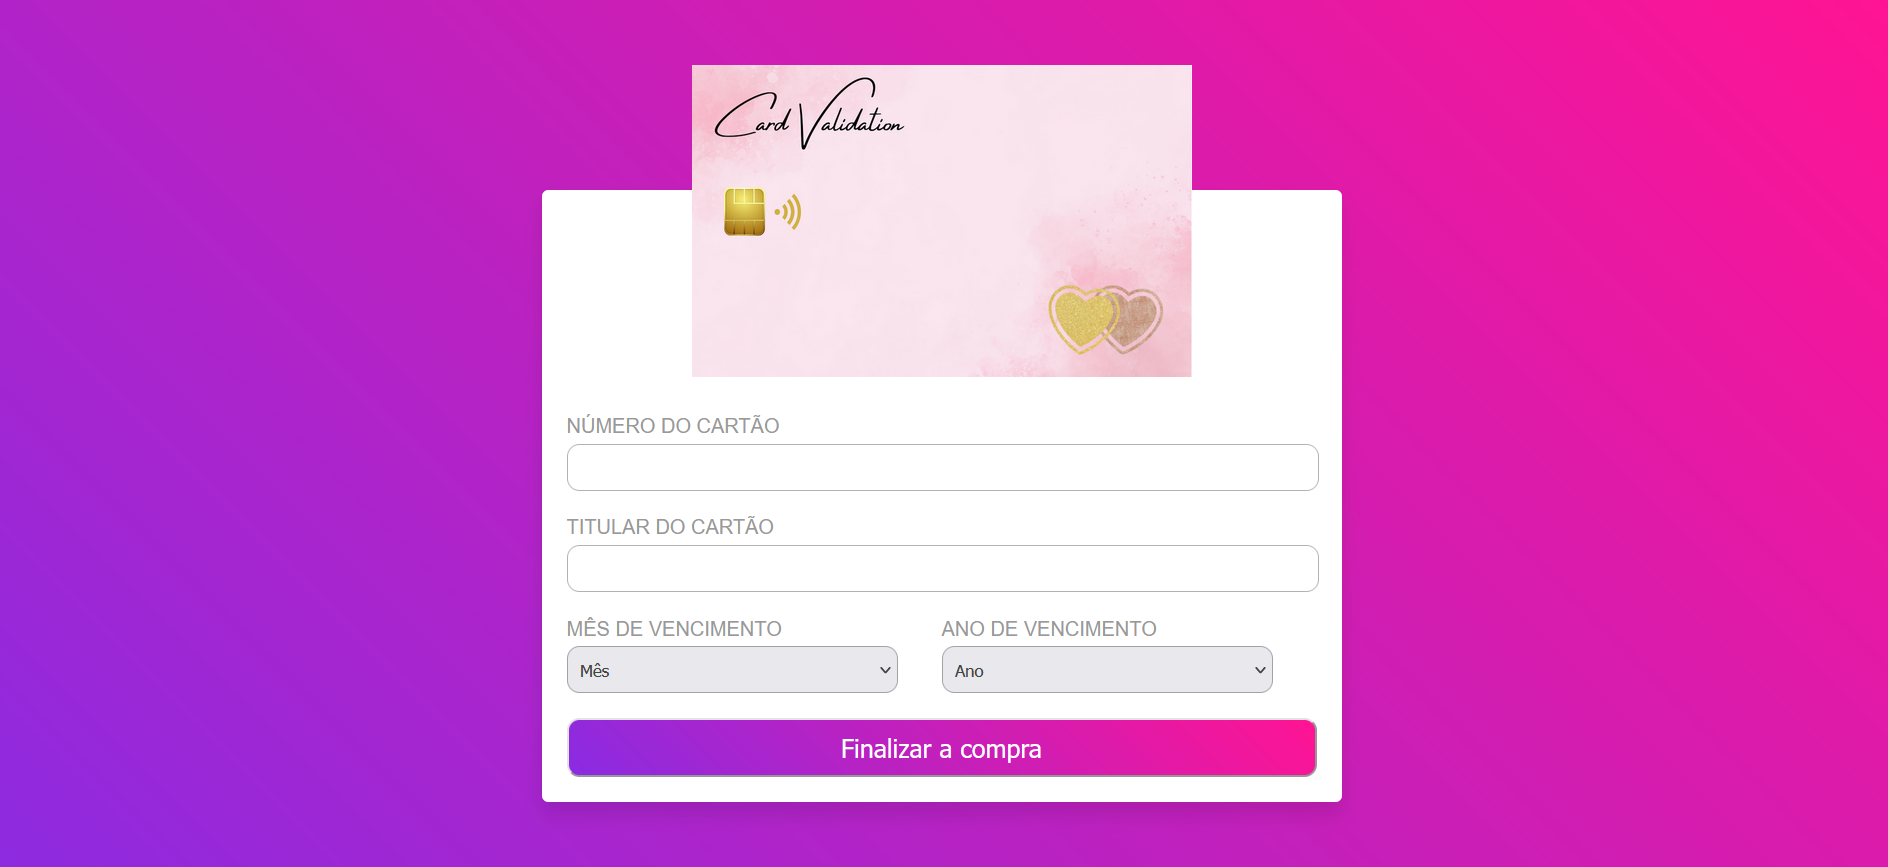 Card Validation
NÚMERO DO CARTÃO
TITULAR DO CARTÃO
MÊS DE VENCIMENTO
ANO DE VENCIMENTO
Mês
Ano
Finalizar a compra